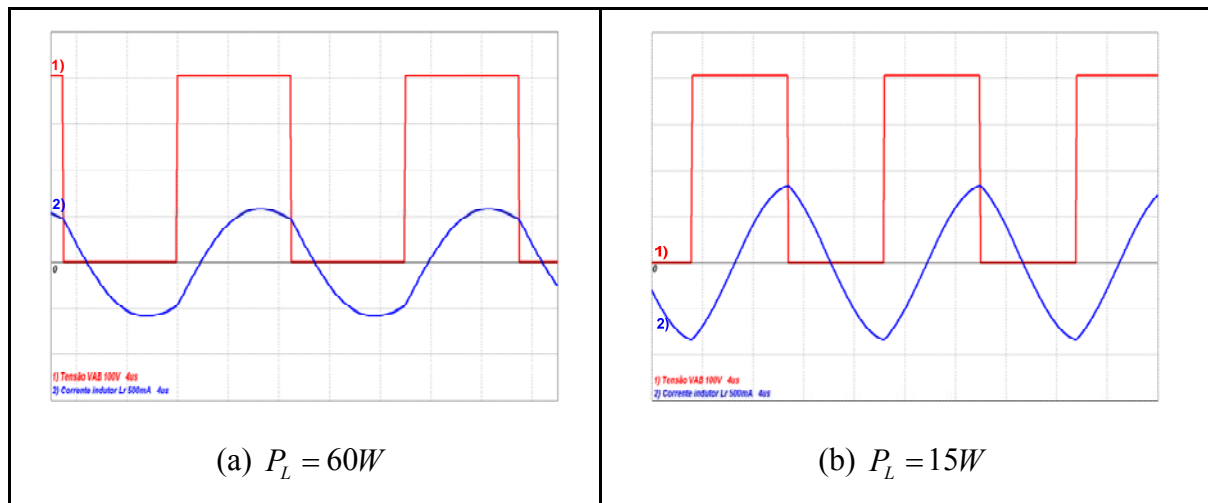 1)
2)
0
1) Tensão VAB 100V 4us
2) Corrente indutor Lr 500mA 4us
(a) P_L = 60W
1)
0
2)
1) Tensão VAB 100V 4us
2) Corrente indutor Lr 500mA 4us
(b) P_L = 15W